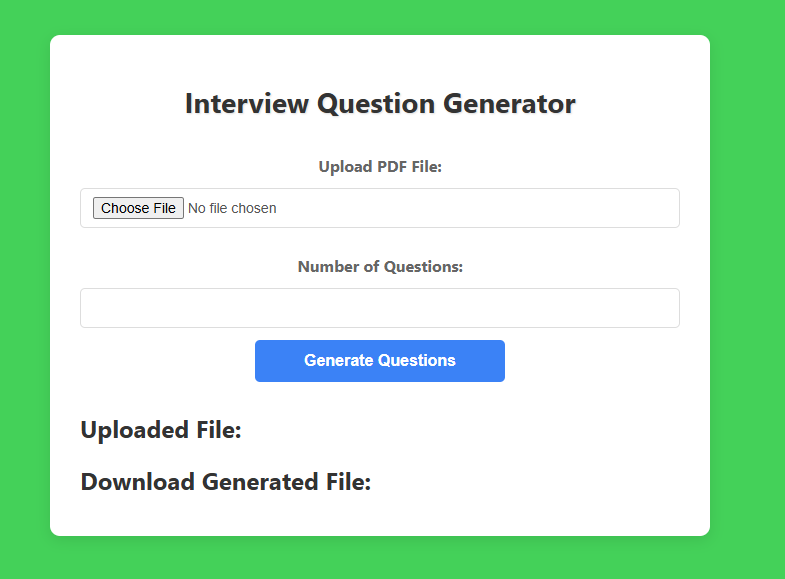 Interview Question Generator
Upload PDF File:
Choose File No file chosen
Number of Questions:
Generate Questions
Uploaded File:
Download Generated File: